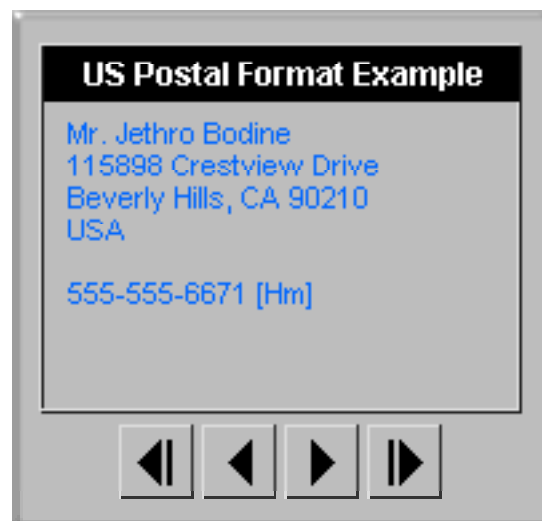 US Postal Format Example
Mr. Jethro Bodine
115898 Crestview Drive
Beverly Hills, CA 90210
USA
555-555-6671 [Hm]